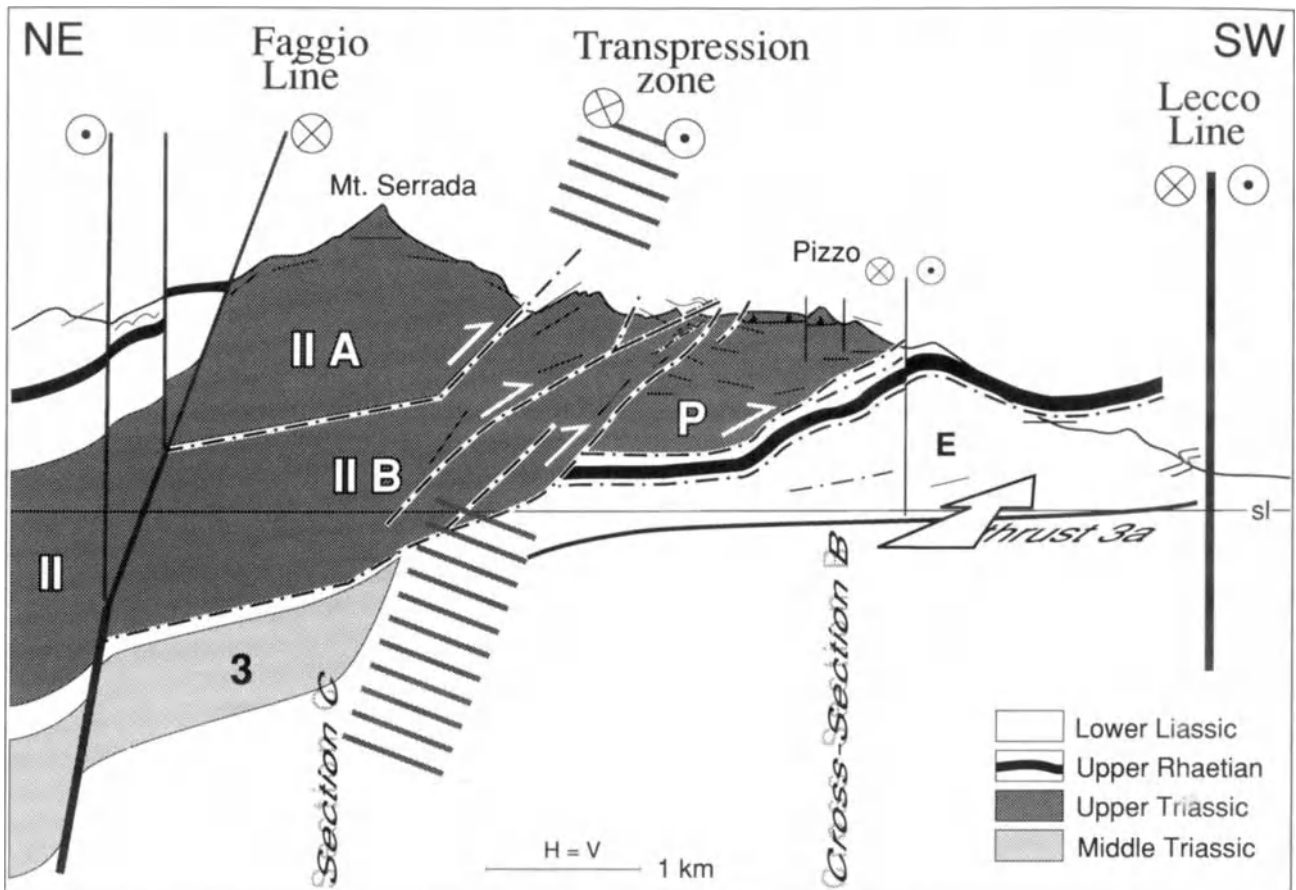 NE
Faggio
Line
Transpression
zone
SW
Lecco
Line
Mt. Serrada
Pizzo
II A
P
II B
E
sl
thrust 3a
II
3
Section C
Cross-Section B
H = V
1 km
Lower Liassic
Upper Rhaetian
Upper Triassic
Middle Triassic